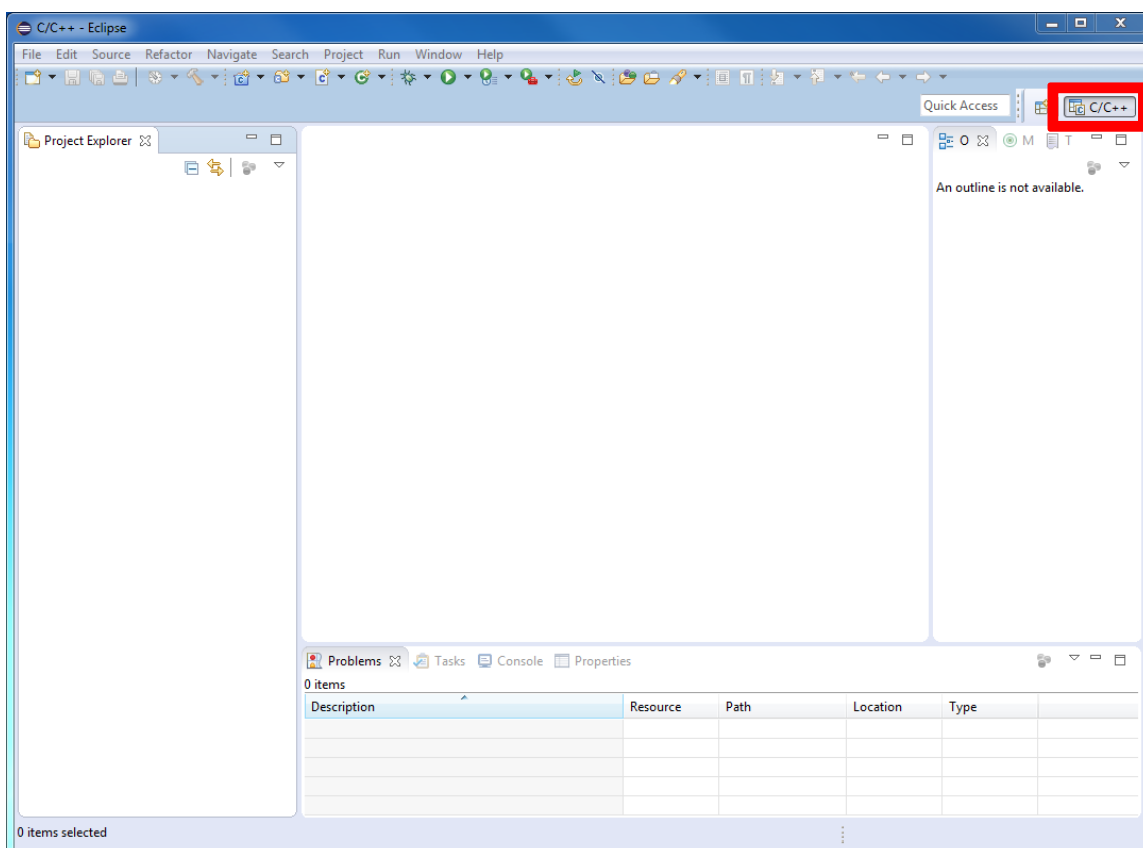 C/C++ - Eclipse
File Edit Source Refactor Navigate Search Project Run Window Help
Quick Access C/C++
Project Explorer
O M T
An outline is not available.
Problems Tasks Console Properties
0 items
Description Resource Path Location Type
0 items selected